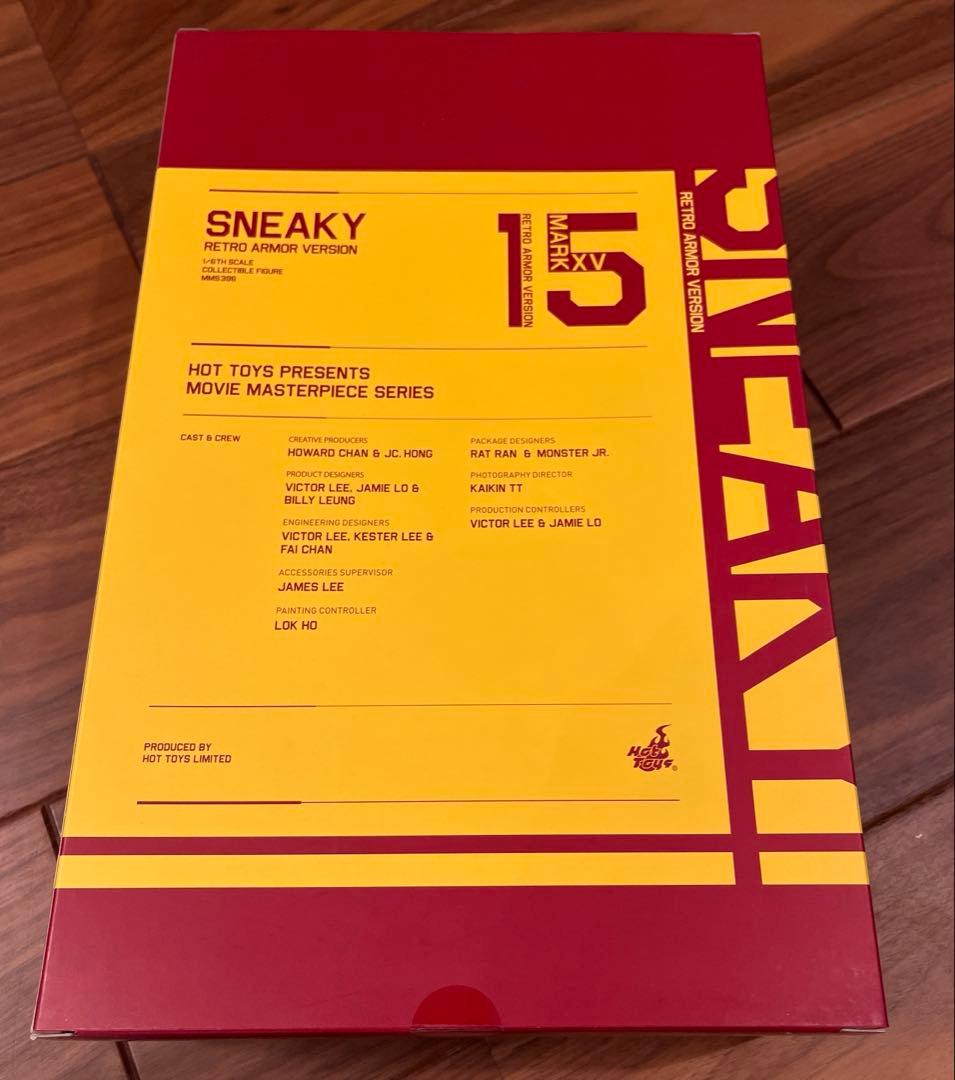 SNEAKY
RETRO ARMOR VERSION
1/6TH SCALE
COLLECTIBLE FIGURE
MMS396
15
RETRO ARMOR VERSION
MARK
XV
HOT TOYS PRESENTS
MOVIE MASTERPIECE SERIES
CAST & CREW
CREATIVE PRODUCERS
HOWARD CHAN & JC. HONG
PRODUCT DESIGNERS
VICTOR LEE, JAMIE LO &
BILLY LEUNG
ENGINEERING DESIGNERS
VICTOR LEE, KESTER LEE &
FAI CHAN
ACCESSORIES SUPERVISOR
JAMES LEE
PAINTING CONTROLLER
LOK HO
PACKAGE DESIGNERS
RAT RAN & MONSTER JR.
PHOTOGRAPHY DIRECTOR
KAIKIN TT
PRODUCTION CONTROLLERS
VICTOR LEE & JAMIE LO
PRODUCED BY
HOT TOYS LIMITED
Hot
Toys®
RETRO ARMOR VERSION
SNEAKY